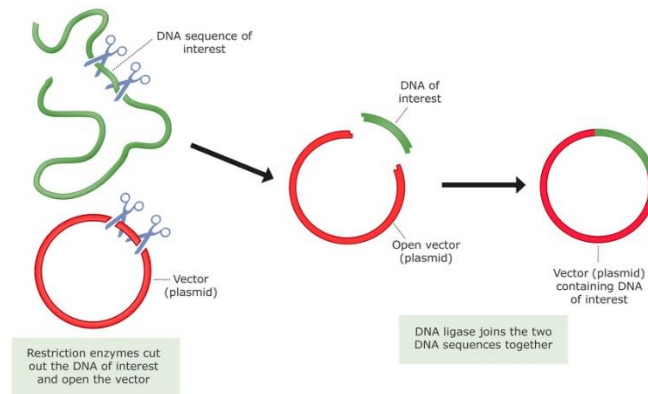 DNA sequence of
interest
Vector
(plasmid)
Restriction enzymes cut
out the DNA of interest
and open the vector
DNA of
interest
Open vector
(plasmid)
Vector (plasmid)
containing DNA
of interest
DNA ligase joins the two
DNA sequences together